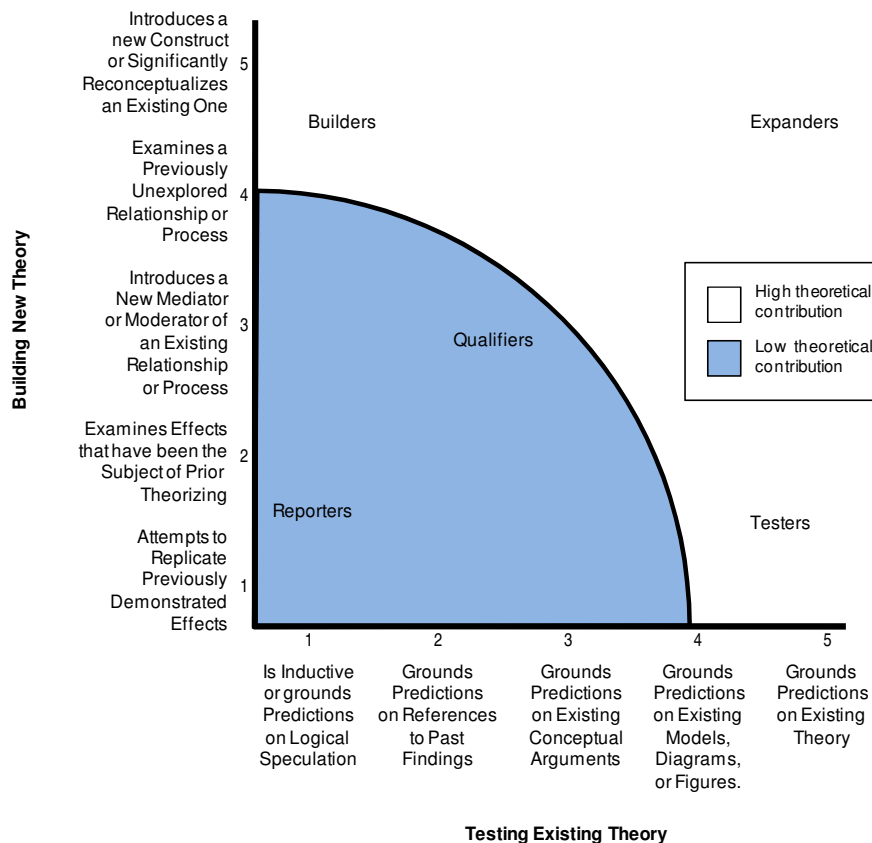 Building New Theory
Introduces a
new Construct
or Significantly
Reconceptualizes
an Existing One
5
Examines a
Previously
Unexplored
Relationship or
Process
4
Introduces a
New Mediator
or Moderator of
an Existing
Relationship
or Process
3
Examines Effects
that have been the
Subject of Prior
Theorizing
2
Attempts to
Replicate
Previously
Demonstrated
Effects
1
Builders
Expanders
Qualifiers
Reporters
Testers
High theoretical
contribution
Low theoretical
contribution
1
2
3
4
5
Is Inductive
or grounds
Predictions
on Logical
Speculation
Grounds
Predictions
on References
to Past
Findings
Grounds
Predictions
on Existing
Conceptual
Arguments
Grounds
Predictions
on Existing
Models,
Diagrams,
or Figures.
Grounds
Predictions
on Existing
Theory
Testing Existing Theory